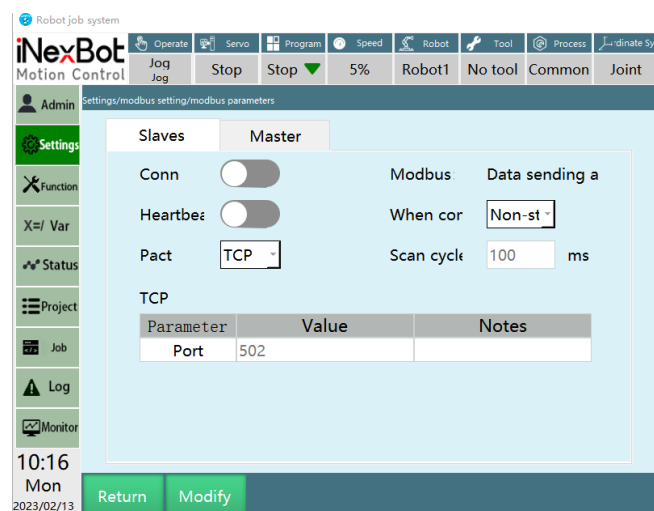 Robot job system
iNexBot
Motion Control
Operate Servo Program Speed Robot Tool Process dinate Sy
Jog
Jog Stop Stop 5% Robot1 No tool Common Joint
Admin
Settings/modbus setting/modbus parameters
Settings
Function
X=/ Var
Status
Project
Job
Log
Monitor
Slaves Master
Conn Modbus: Data sending a
Heartbea When cor Non-st
Pact TCP Scan cycle 100 ms
TCP
Parameter Value Notes
Port 502
10:16
Mon
2023/02/13
Return Modify